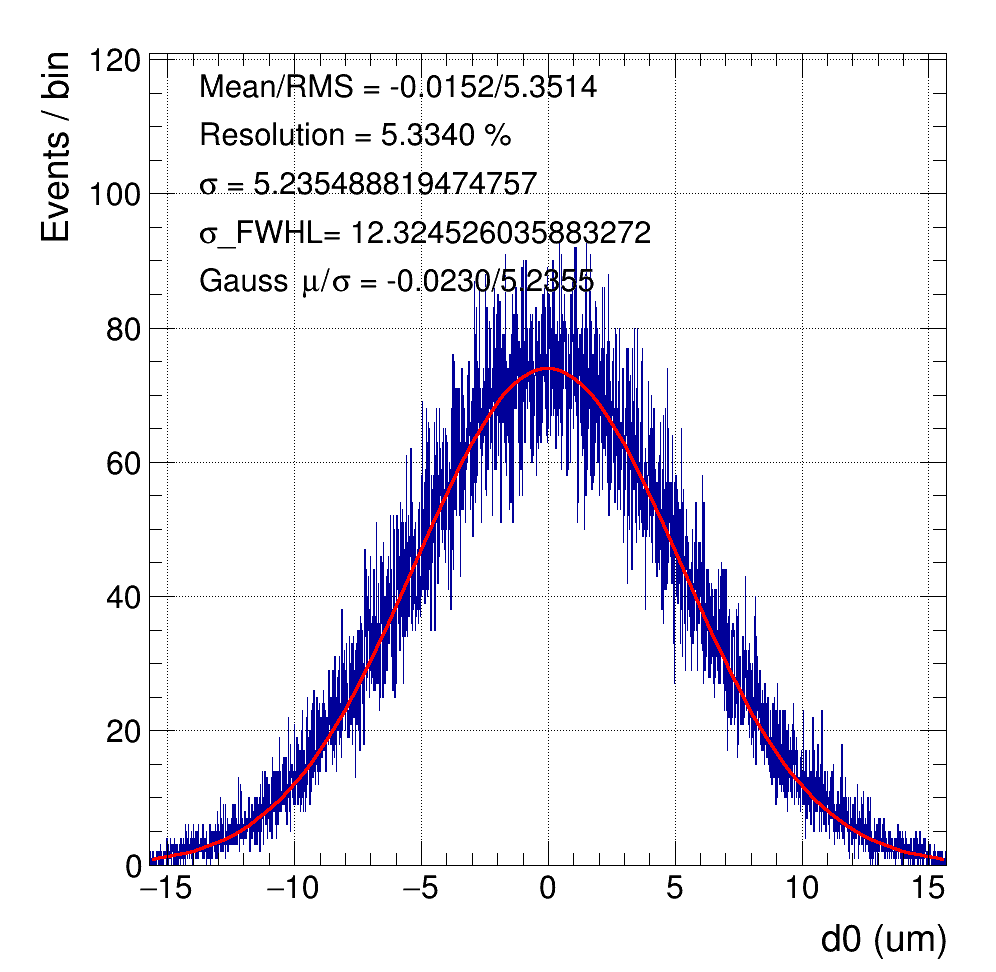 Events / bin
120
100
80
60
40
20
0
Mean/RMS = -0.0152/5.3514
Resolution = 5.3340 %
σ = 5.235488819474757
σ_FWHL= 12.324526035883272
Gauss μ/σ = -0.0230/5.2355
−15 −10 −5 0 5 10 15
d0 (um)